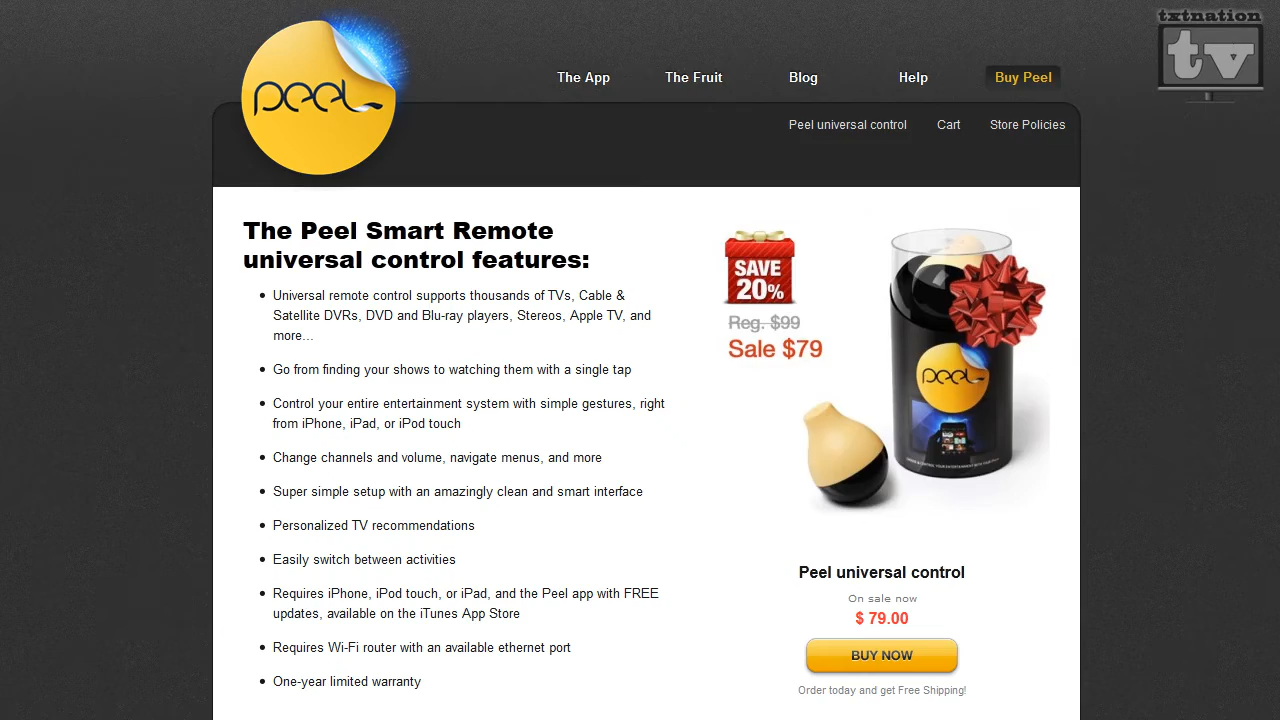 txtnation
tv
peel
The App
The Fruit
Blog
Help
Buy Peel
Peel universal control
Cart
Store Policies
The Peel Smart Remote
universal control features:
Universal remote control supports thousands of TVs, Cable &
Satellite DVRs, DVD and Blu-ray players, Stereos, Apple TV, and
more...
Go from finding your shows to watching them with a single tap
Control your entire entertainment system with simple gestures, right
from iPhone, iPad, or iPod touch
Change channels and volume, navigate menus, and more
Super simple setup with an amazingly clean and smart interface
Personalized TV recommendations
Easily switch between activities
Requires iPhone, iPod touch, or iPad, and the Peel app with FREE
updates, available on the iTunes App Store
Requires Wi-Fi router with an available ethernet port
One-year limited warranty
SAVE
20%
Reg. $99
Sale $79
peel
Peel universal control
On sale now
$ 79.00
BUY NOW
Order today and get Free Shipping!